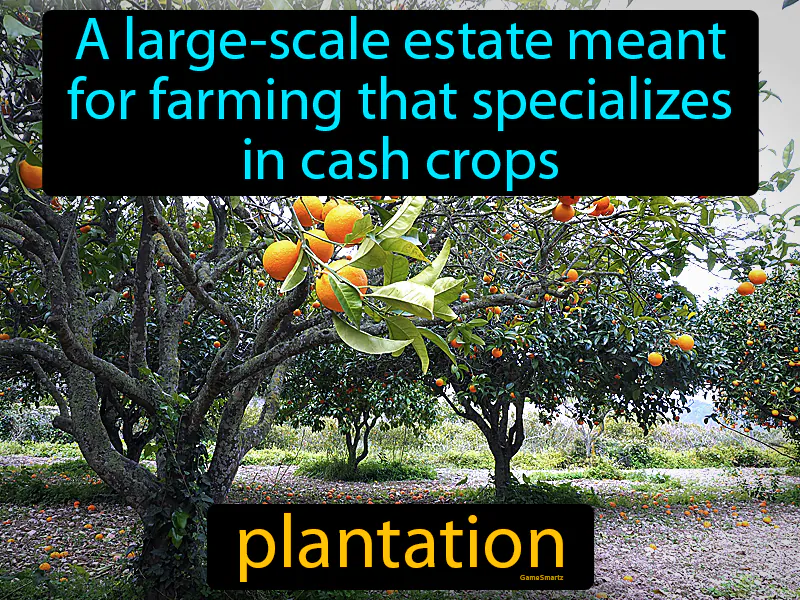 A large-scale estate meant
for farming that specializes
in cash crops
plantation
GameSmartz